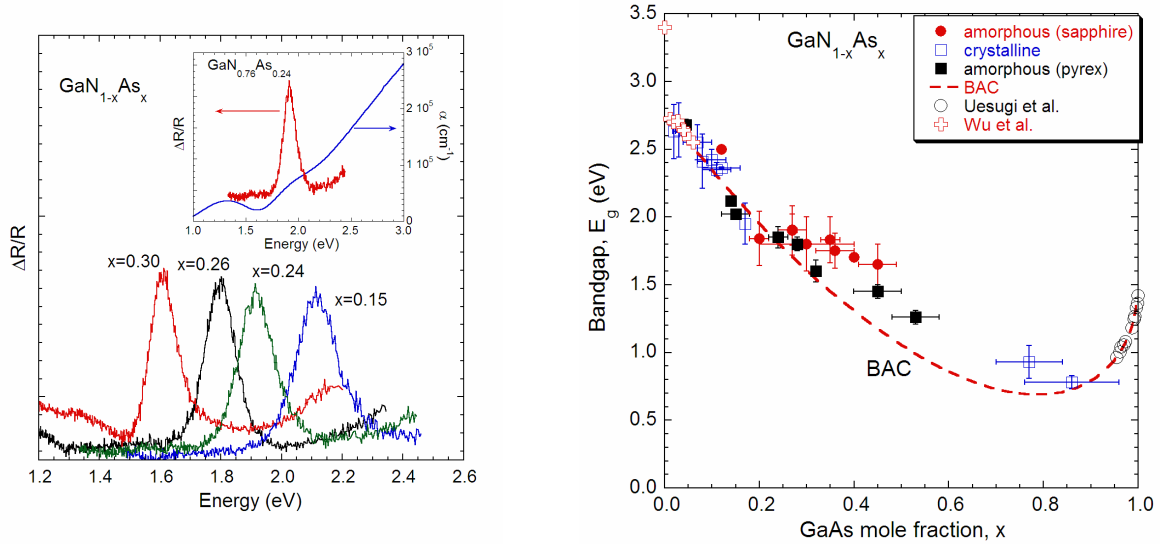 GaN1-xAsx
ΔR/R
1.2 1.4 1.6 1.8 2.0 2.2 2.4 2.6
Energy (eV)
x=0.30
x=0.26
x=0.24
x=0.15
GaN0.76As0.24
ΔR/R
1.0 1.5 2.0 2.5 3.0
Energy (eV)
3 10^5
2 10^5
1 10^5
0
α (cm^-1)
GaN1-xAsx
amorphous (sapphire)
crystalline
amorphous (pyrex)
BAC
Uesugi et al.
Wu et al.
3.5
3.0
2.5
2.0
1.5
1.0
0.5
0.0
Bandgap, Eg (eV)
BAC
0 0.2 0.4 0.6 0.8 1.0
GaAs mole fraction, x